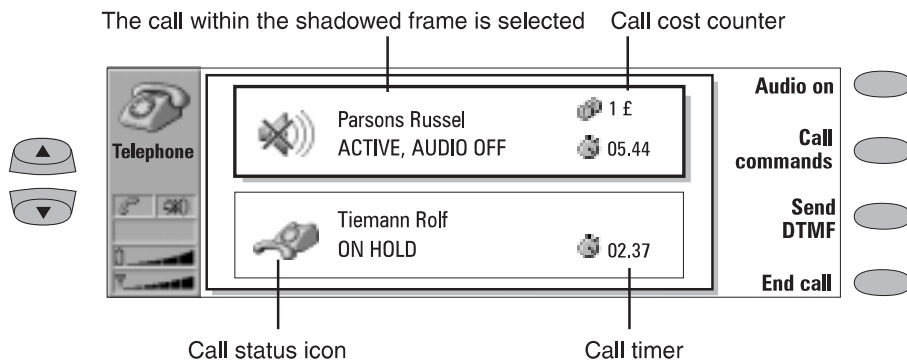 The call within the shadowed frame is selected
Call cost counter
Telephone
Parsons Russel
ACTIVE, AUDIO OFF
1 £
05.44
Tiemann Rolf
ON HOLD
02.37
Audio on
Call
commands
Send
DTMF
End call
Call status icon
Call timer